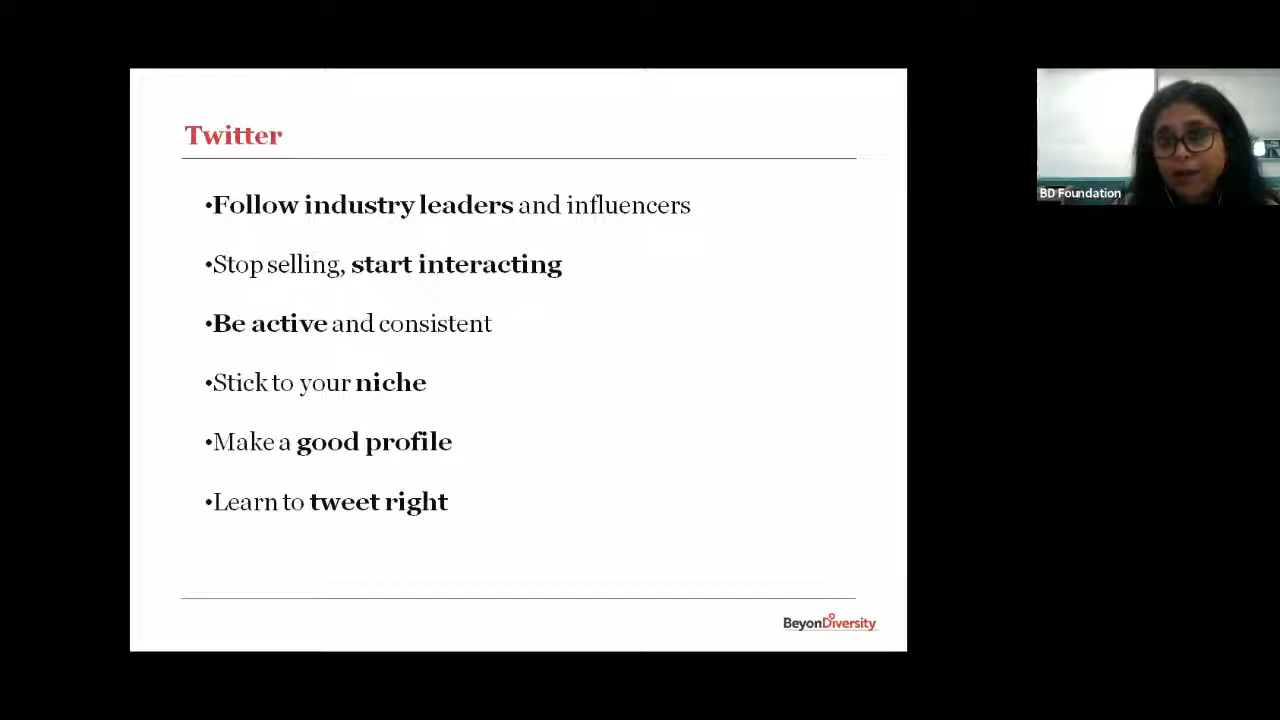 Twitter
•Follow industry leaders and influencers
•Stop selling, start interacting
•Be active and consistent
•Stick to your niche
•Make a good profile
•Learn to tweet right
BeyonDiversity
BD Foundation